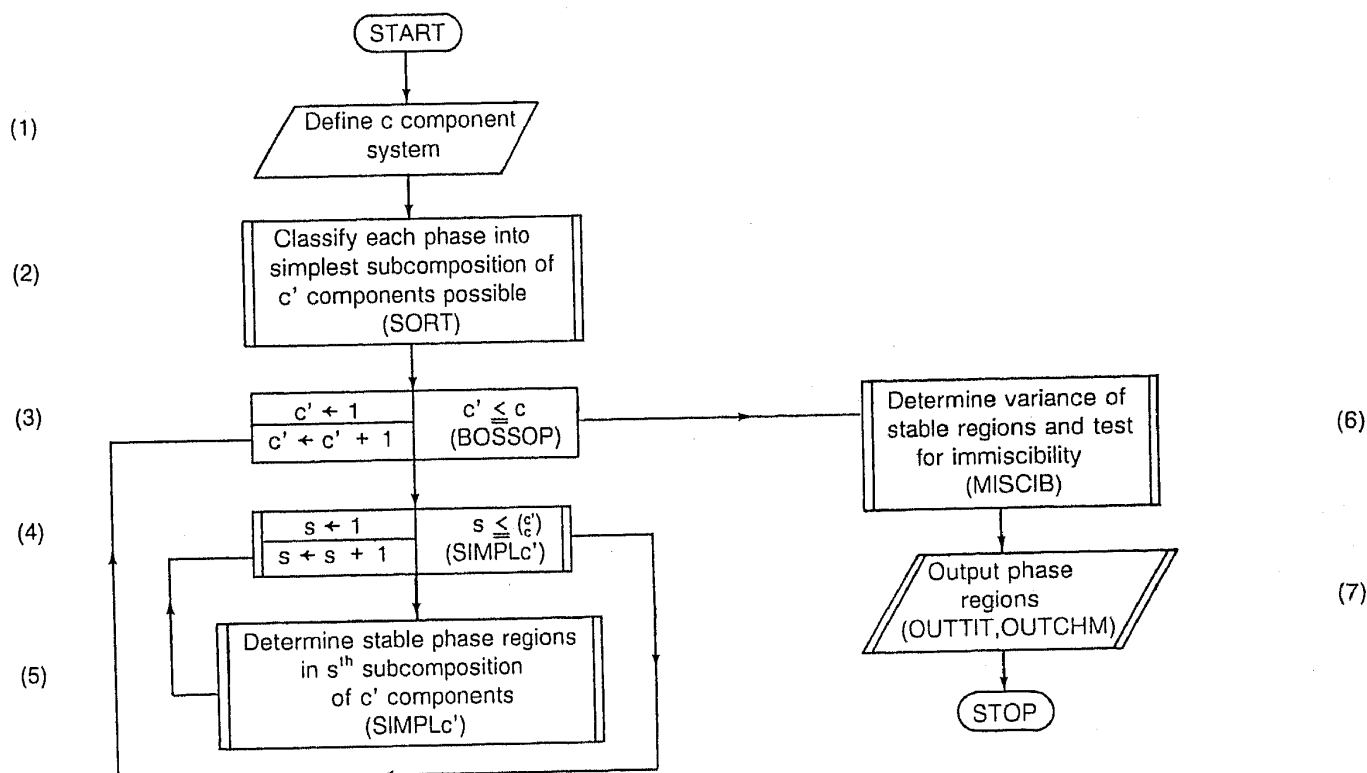 START
(1)
Define c component
system
(2)
Classify each phase into
simplest subcomposition of
c' components possible
(SORT)
(3)
c' ← 1
c' ← c' + 1
c' ≦ c
(BOSSOP)
(4)
s ← 1
s ← s + 1
s ≦ (c' c)
(SIMPLc')
(5)
Determine stable phase regions
in sth subcomposition
of c' components
(SIMPLc')
Determine variance of
stable regions and test
for immiscibility
(MISCIB)
(6)
Output phase
regions
(OUTTIT,OUTCHM)
(7)
STOP